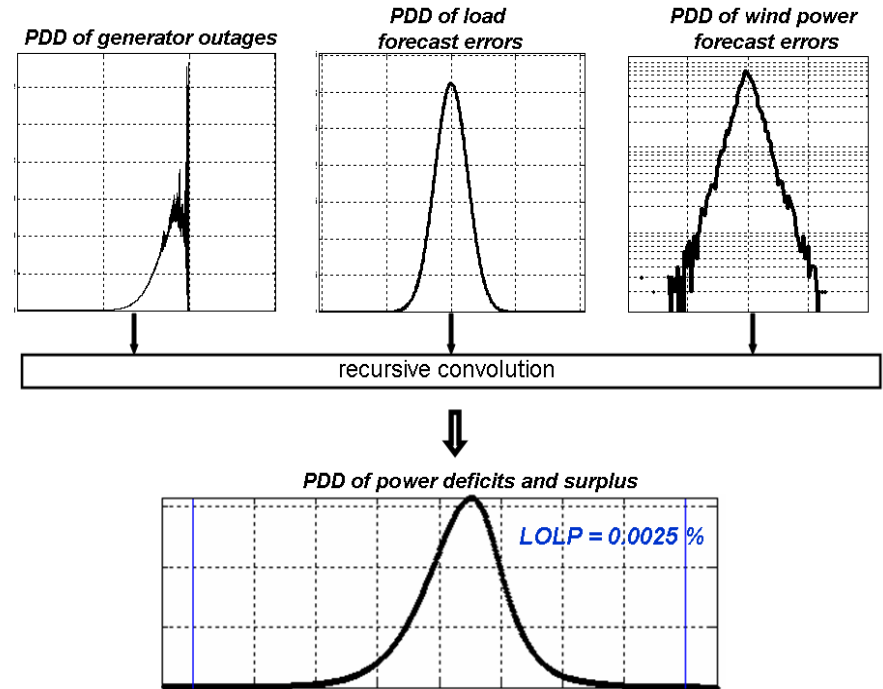 PDD of generator outages
PDD of load
forecast errors
PDD of wind power
forecast errors
recursive convolution
PDD of power deficits and surplus
LOLP = 0.0025 %